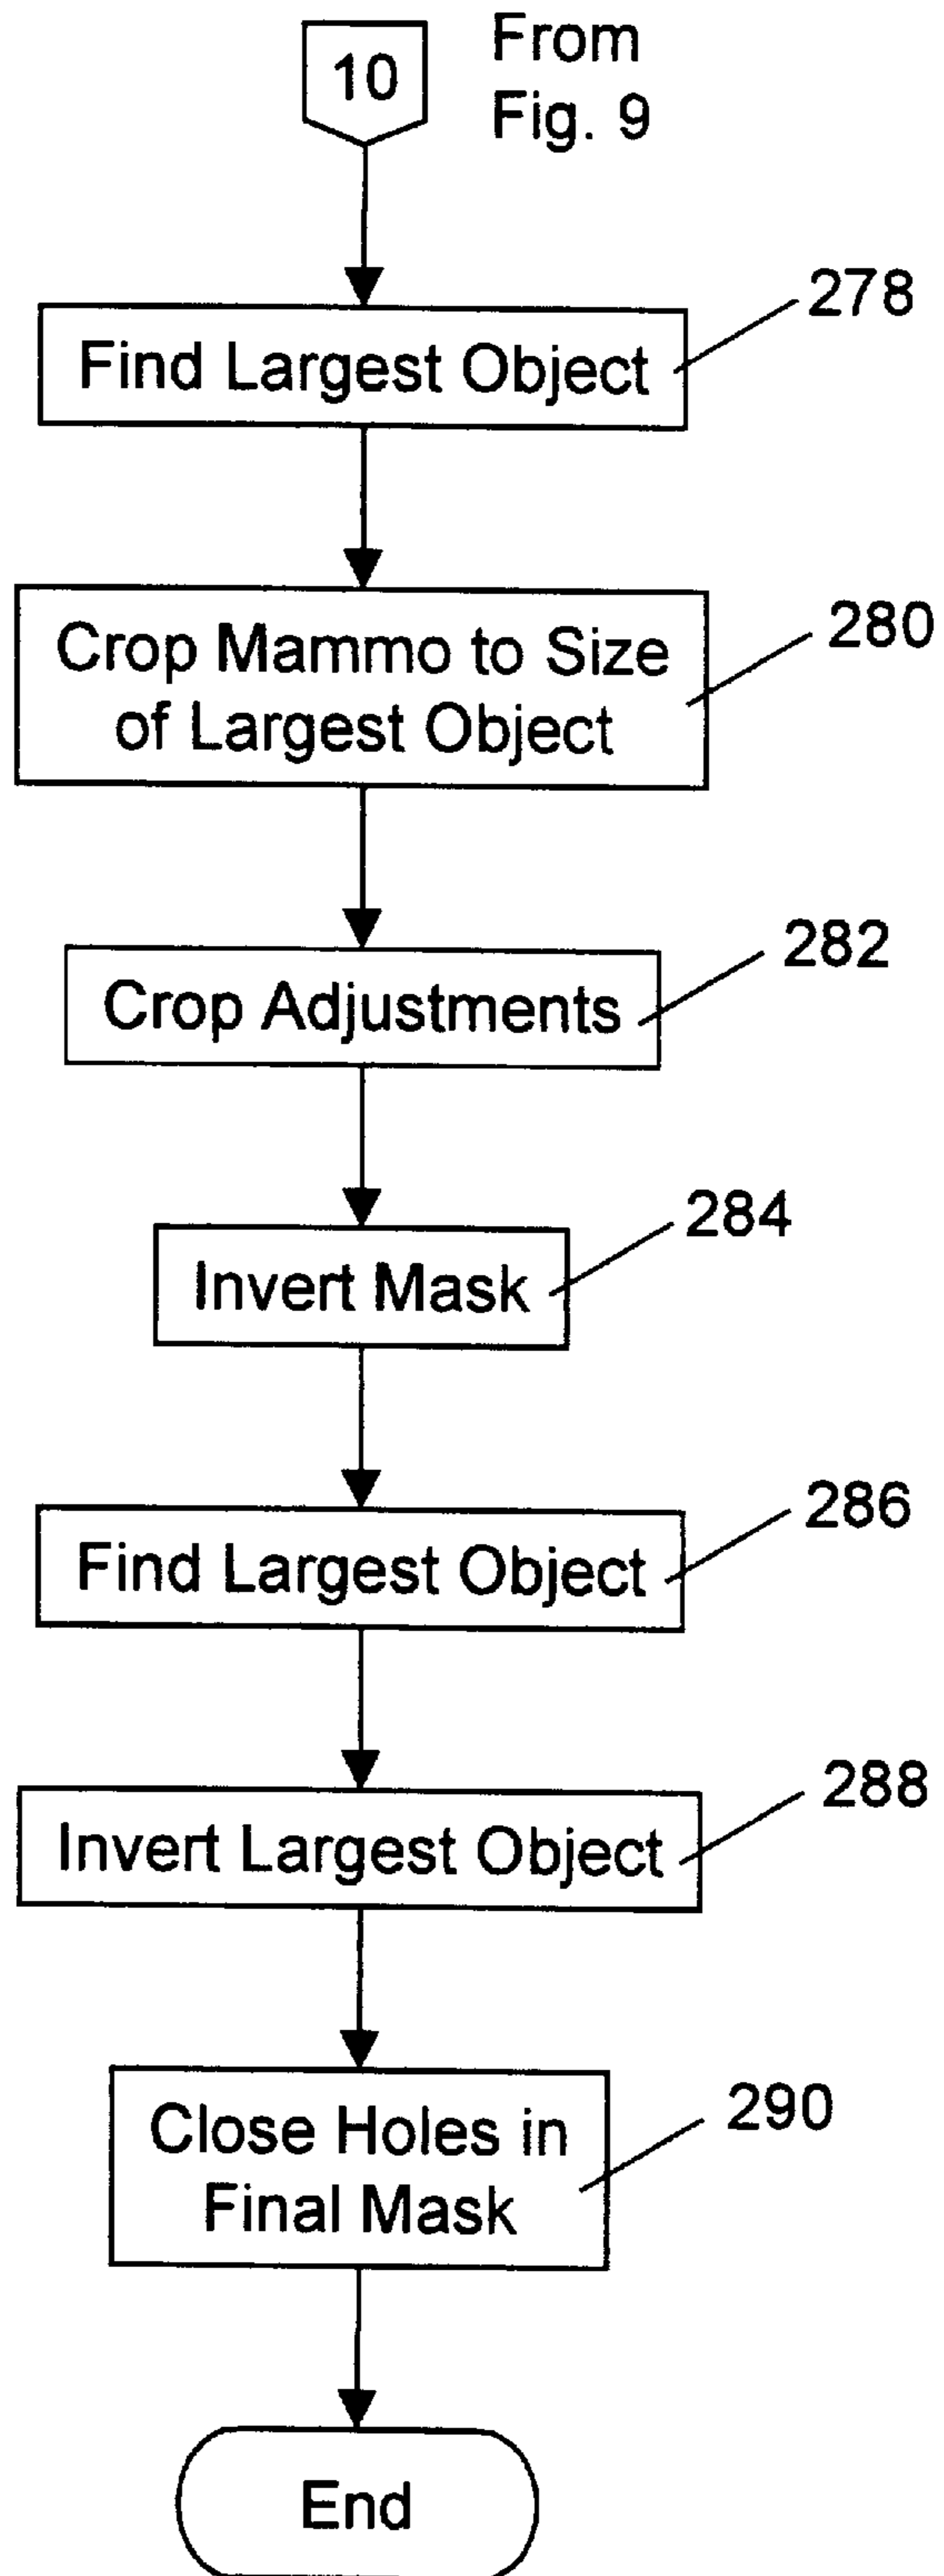 10
From
Fig. 9
278
Find Largest Object
280
Crop Mammo to Size
of Largest Object
282
Crop Adjustments
284
Invert Mask
286
Find Largest Object
288
Invert Largest Object
290
Close Holes in
Final Mask
End